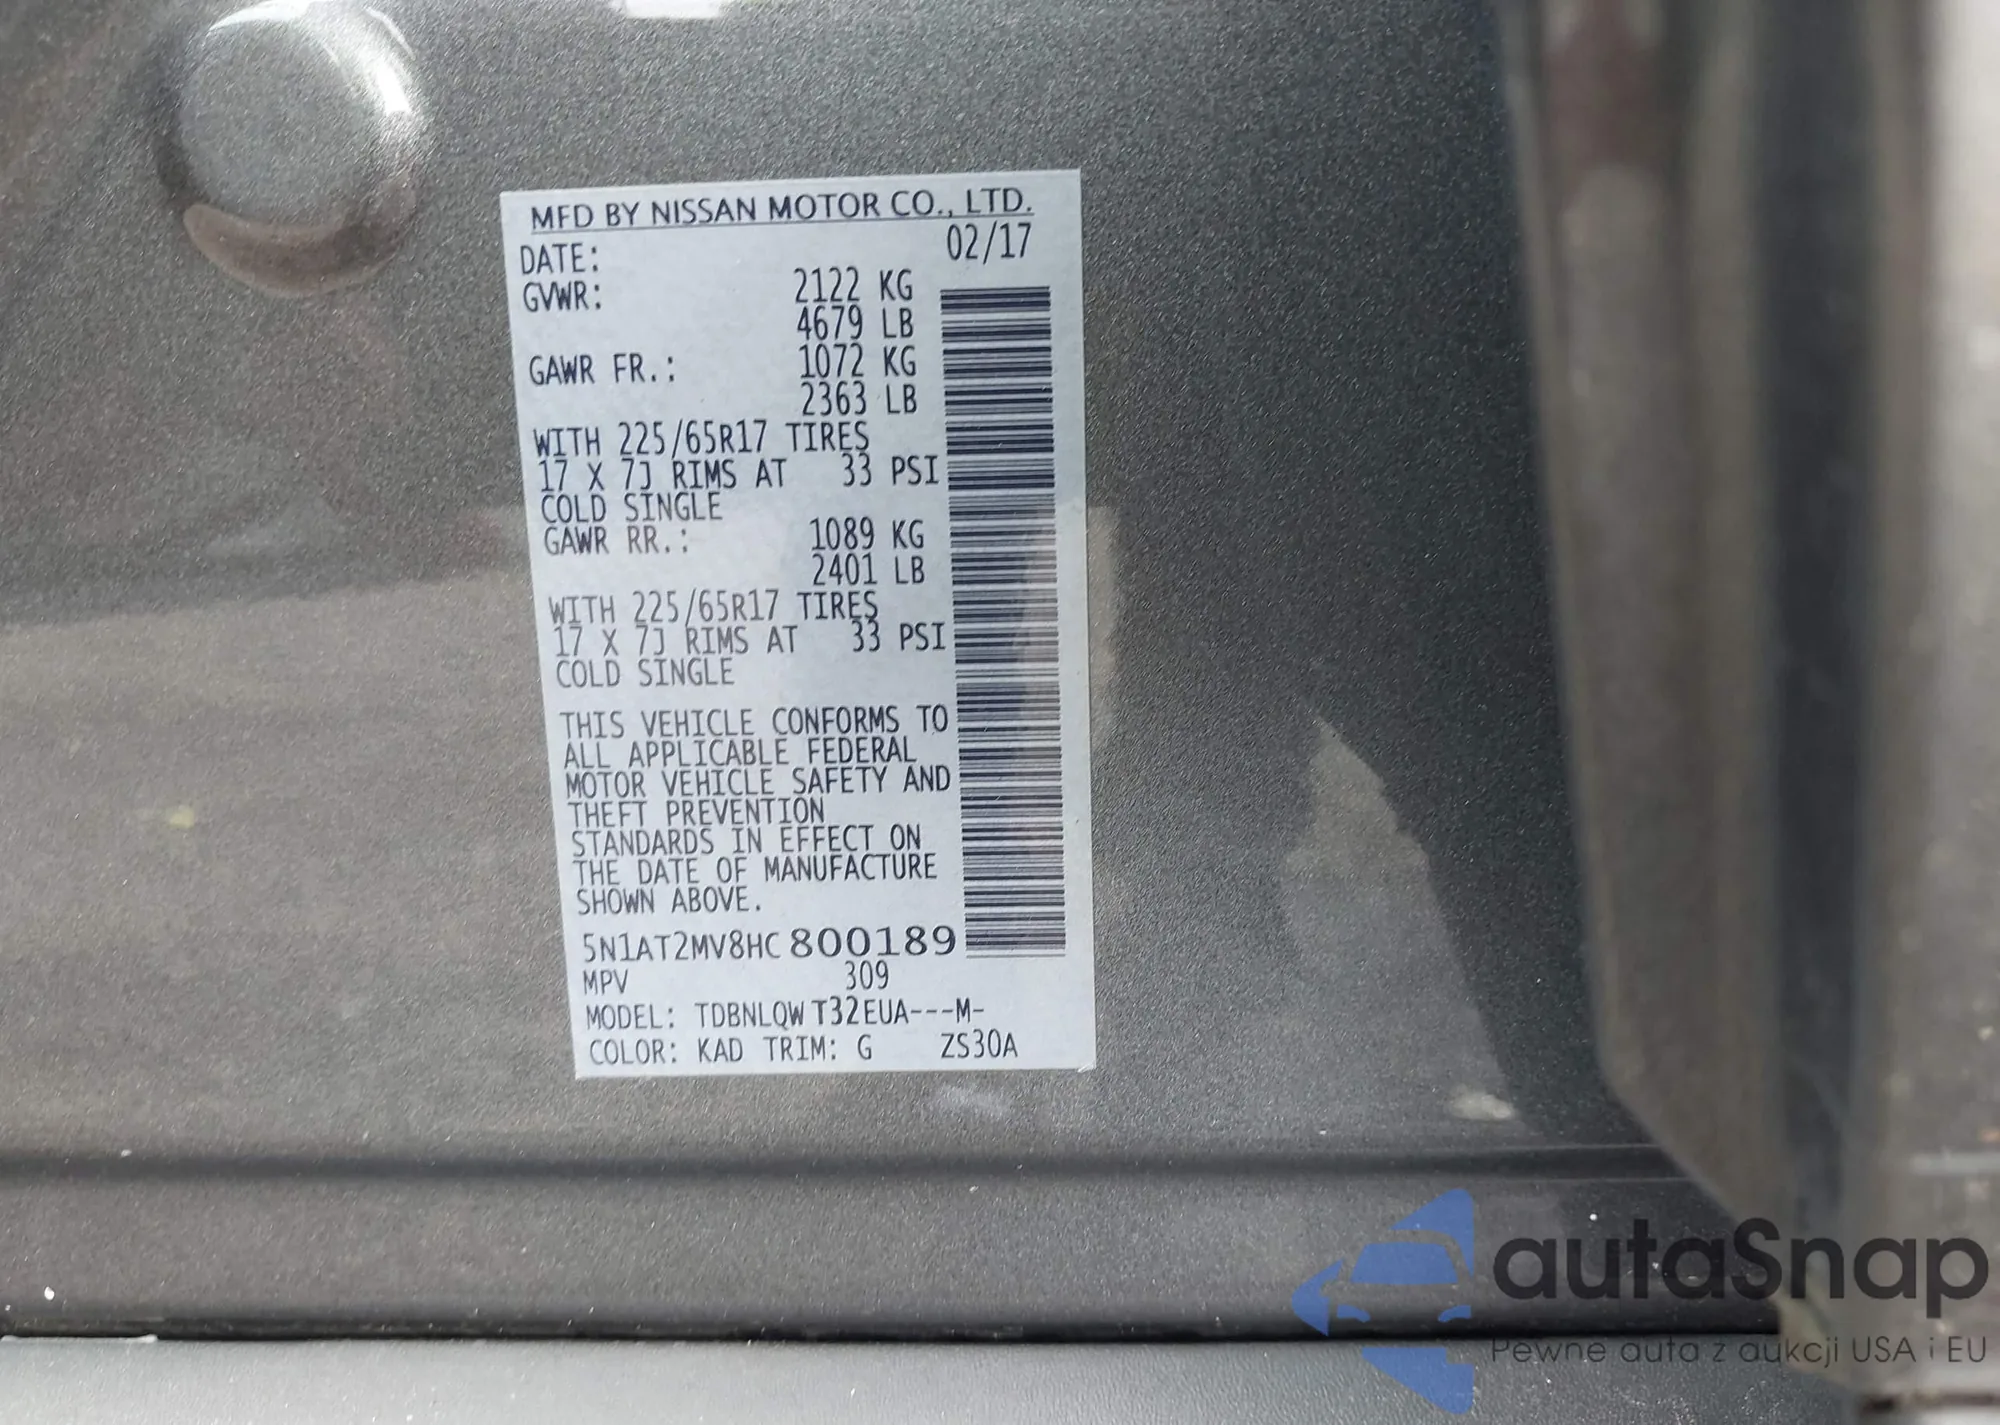 MFD BY NISSAN MOTOR CO., LTD.
DATE: 02/17
GVWR: 2122 KG
4679 LB
GAWR FR.: 1072 KG
2363 LB
WITH 225/65R17 TIRES
17 X 7J RIMS AT 33 PSI
COLD SINGLE
GAWR RR.: 1089 KG
2401 LB
WITH 225/65R17 TIRES
17 X 7J RIMS AT 33 PSI
COLD SINGLE
THIS VEHICLE CONFORMS TO
ALL APPLICABLE FEDERAL
MOTOR VEHICLE SAFETY AND
THEFT PREVENTION
STANDARDS IN EFFECT ON
THE DATE OF MANUFACTURE
SHOWN ABOVE.
5N1AT2MV8HC800189
MPV 309
MODEL: TDBNLQW T32EUA---M-
COLOR: KAD TRIM: G ZS30A
autaSnap
Pewne auta z aukcji USA i EU